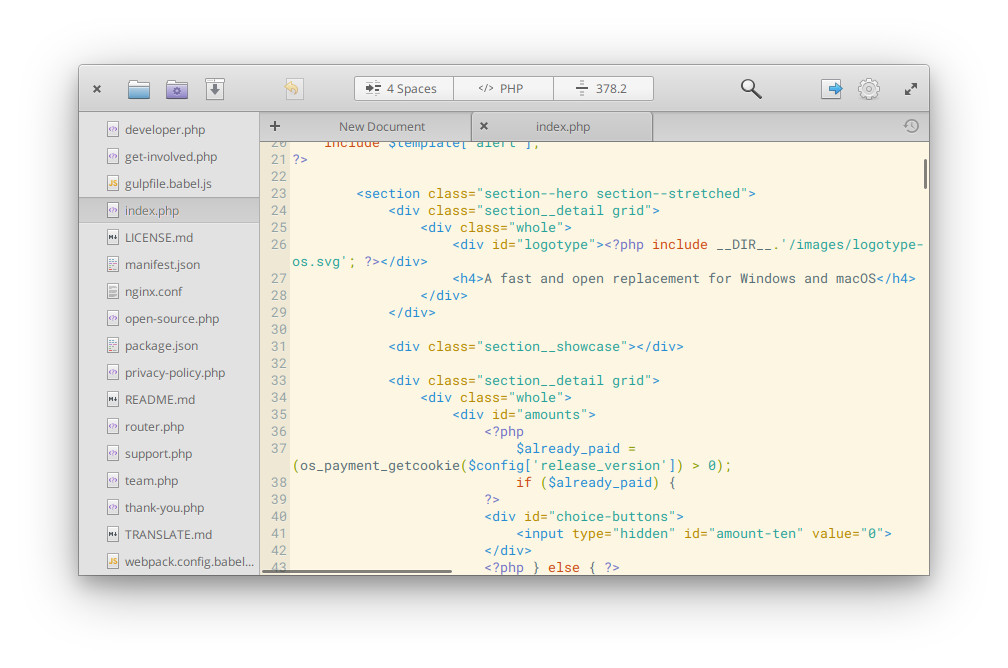 4 Spaces
</> PHP
378.2
New Document
index.php
developer.php
get-involved.php
gulpfile.babel.js
index.php
LICENSE.md
manifest.json
nginx.conf
open-source.php
package.json
privacy-policy.php
README.md
router.php
support.php
team.php
thank-you.php
TRANSLATE.md
webpack.config.babel...
20 include $template['alert'];
21 ?>
22
23 <section class="section--hero section--stretched">
24 <div class="section__detail grid">
25 <div class="whole">
26 <div id="logotype"><?php include __DIR__.'/images/logotype-
os.svg'; ?></div>
27 <h4>A fast and open replacement for Windows and macOS</h4>
28 </div>
29 </div>
30
31 <div class="section__showcase"></div>
32
33 <div class="section__detail grid">
34 <div class="whole">
35 <div id="amounts">
36 <?php
37 $already_paid =
(os_payment_getcookie($config['release_version']) > 0);
38 if ($already_paid) {
39 ?>
40 <div id="choice-buttons">
41 <input type="hidden" id="amount-ten" value="0">
42 </div>
43 <?php } else { ?>